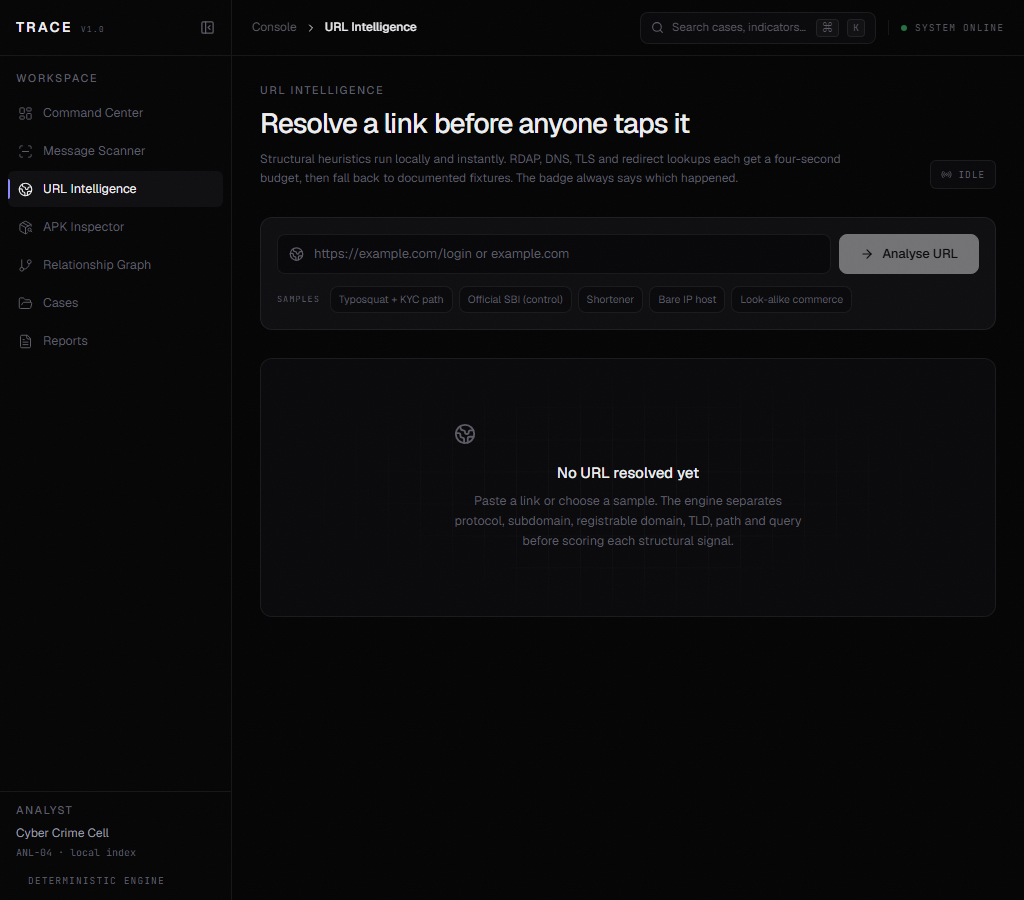 TRACE V1.0
Console > URL Intelligence
Search cases, indicators... ⌘ K
SYSTEM ONLINE
WORKSPACE
Command Center
Message Scanner
URL Intelligence
APK Inspector
Relationship Graph
Cases
Reports
URL INTELLIGENCE
Resolve a link before anyone taps it
Structural heuristics run locally and instantly. RDAP, DNS, TLS and redirect lookups each get a four-second
budget, then fall back to documented fixtures. The badge always says which happened.
IDLE
https://example.com/login or example.com
Analyse URL
SAMPLES Typosquat + KYC path Official SBI (control) Shortener Bare IP host Look-alike commerce
No URL resolved yet
Paste a link or choose a sample. The engine separates
protocol, subdomain, registrable domain, TLD, path and query
before scoring each structural signal.
ANALYST
Cyber Crime Cell
ANL-04 · local index
DETERMINISTIC ENGINE